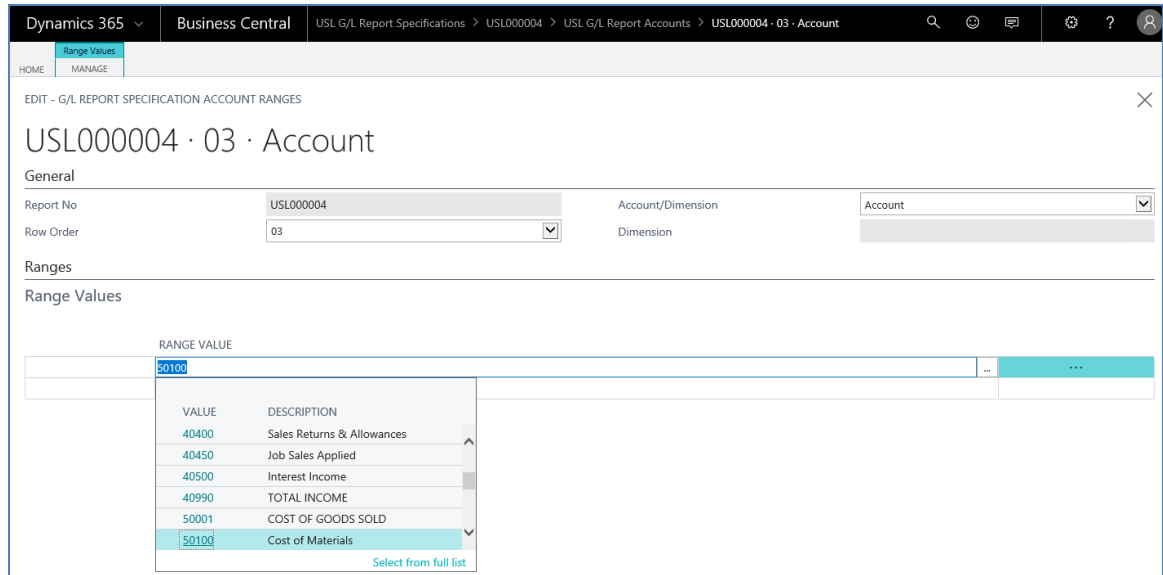 Dynamics 365 Business Central USL G/L Report Specifications > USL000004 > USL G/L Report Accounts > USL000004 · 03 · Account ?
Range Values
HOME MANAGE
EDIT - G/L REPORT SPECIFICATION ACCOUNT RANGES
USL000004 · 03 · Account
General
Report No USL000004 Account/Dimension Account
Row Order 03 Dimension
Ranges
Range Values
RANGE VALUE
50100 ... ...
VALUE DESCRIPTION
40400 Sales Returns & Allowances
40450 Job Sales Applied
40500 Interest Income
40990 TOTAL INCOME
50001 COST OF GOODS SOLD
50100 Cost of Materials
Select from full list